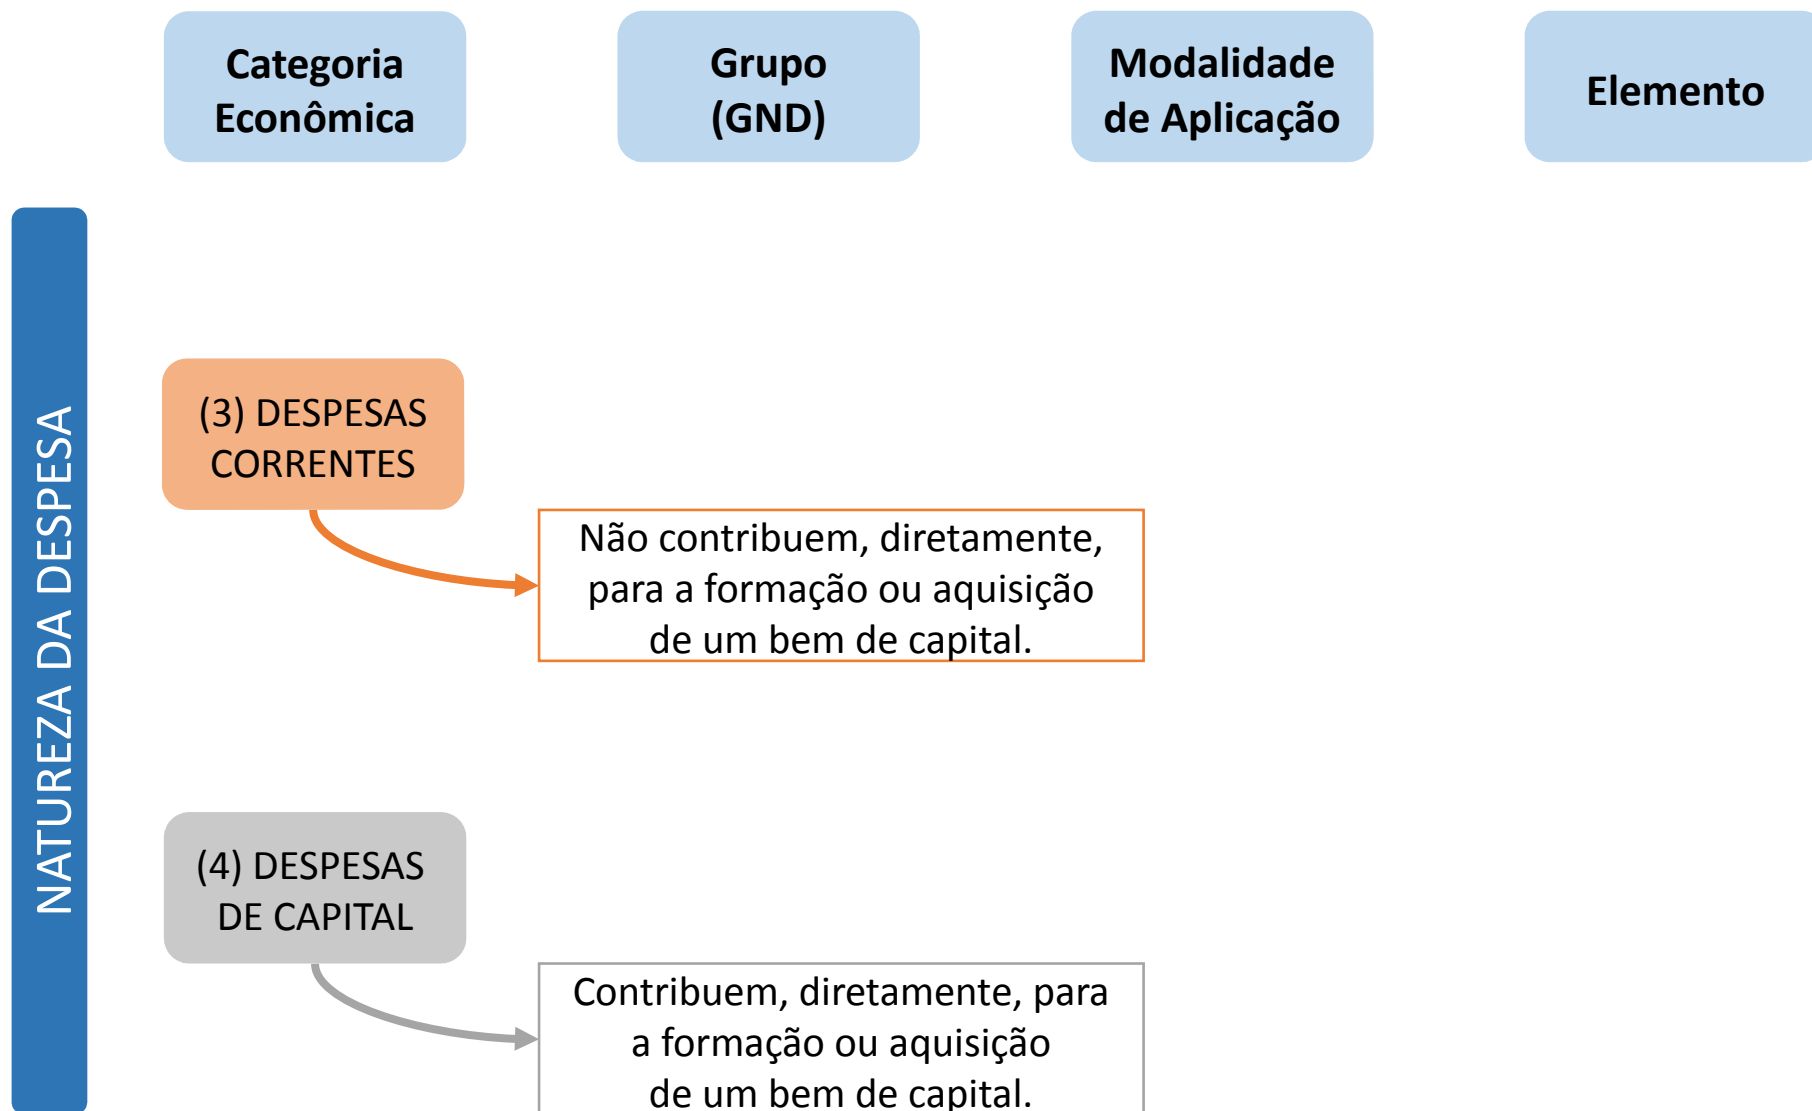 Categoria
Econômica
Grupo
(GND)
Modalidade
de Aplicação
Elemento
NATUREZA DA DESPESA
(3) DESPESAS
CORRENTES
Não contribuem, diretamente,
para a formação ou aquisição
de um bem de capital.
(4) DESPESAS
DE CAPITAL
Contribuem, diretamente, para
a formação ou aquisição
de um bem de capital.